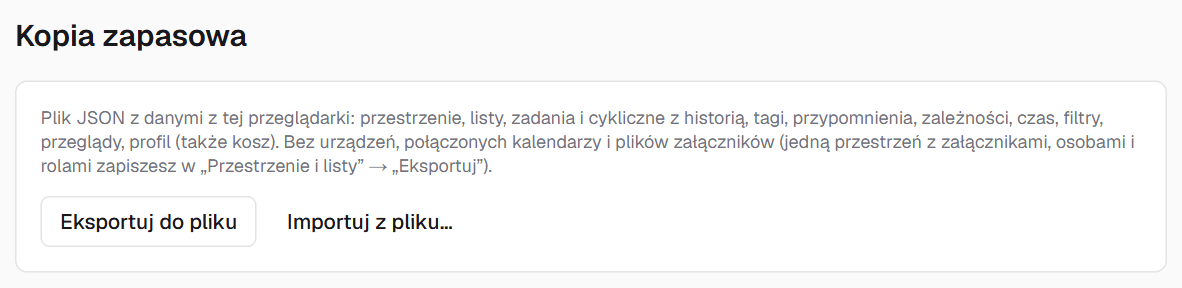 Kopia zapasowa
Plik JSON z danymi z tej przeglądarki: przestrzenie, listy, zadania i cykliczne z historią, tagi, przypomnienia, zależności, czas, filtry,
przeglądy, profil (także kosz). Bez urządzeń, połączonych kalendarzy i plików załączników (jedną przestrzeń z załącznikami, osobami i
rolami zapiszesz w „Przestrzenie i listy” → „Eksportuj”).
Eksportuj do pliku
Importuj z pliku…